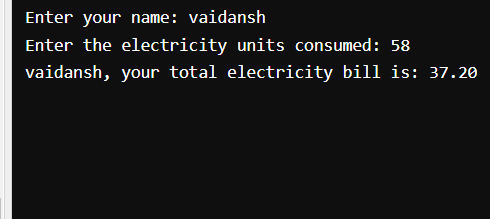 Enter your name: vaidansh
Enter the electricity units consumed: 58
vaidansh, your total electricity bill is: 37.20